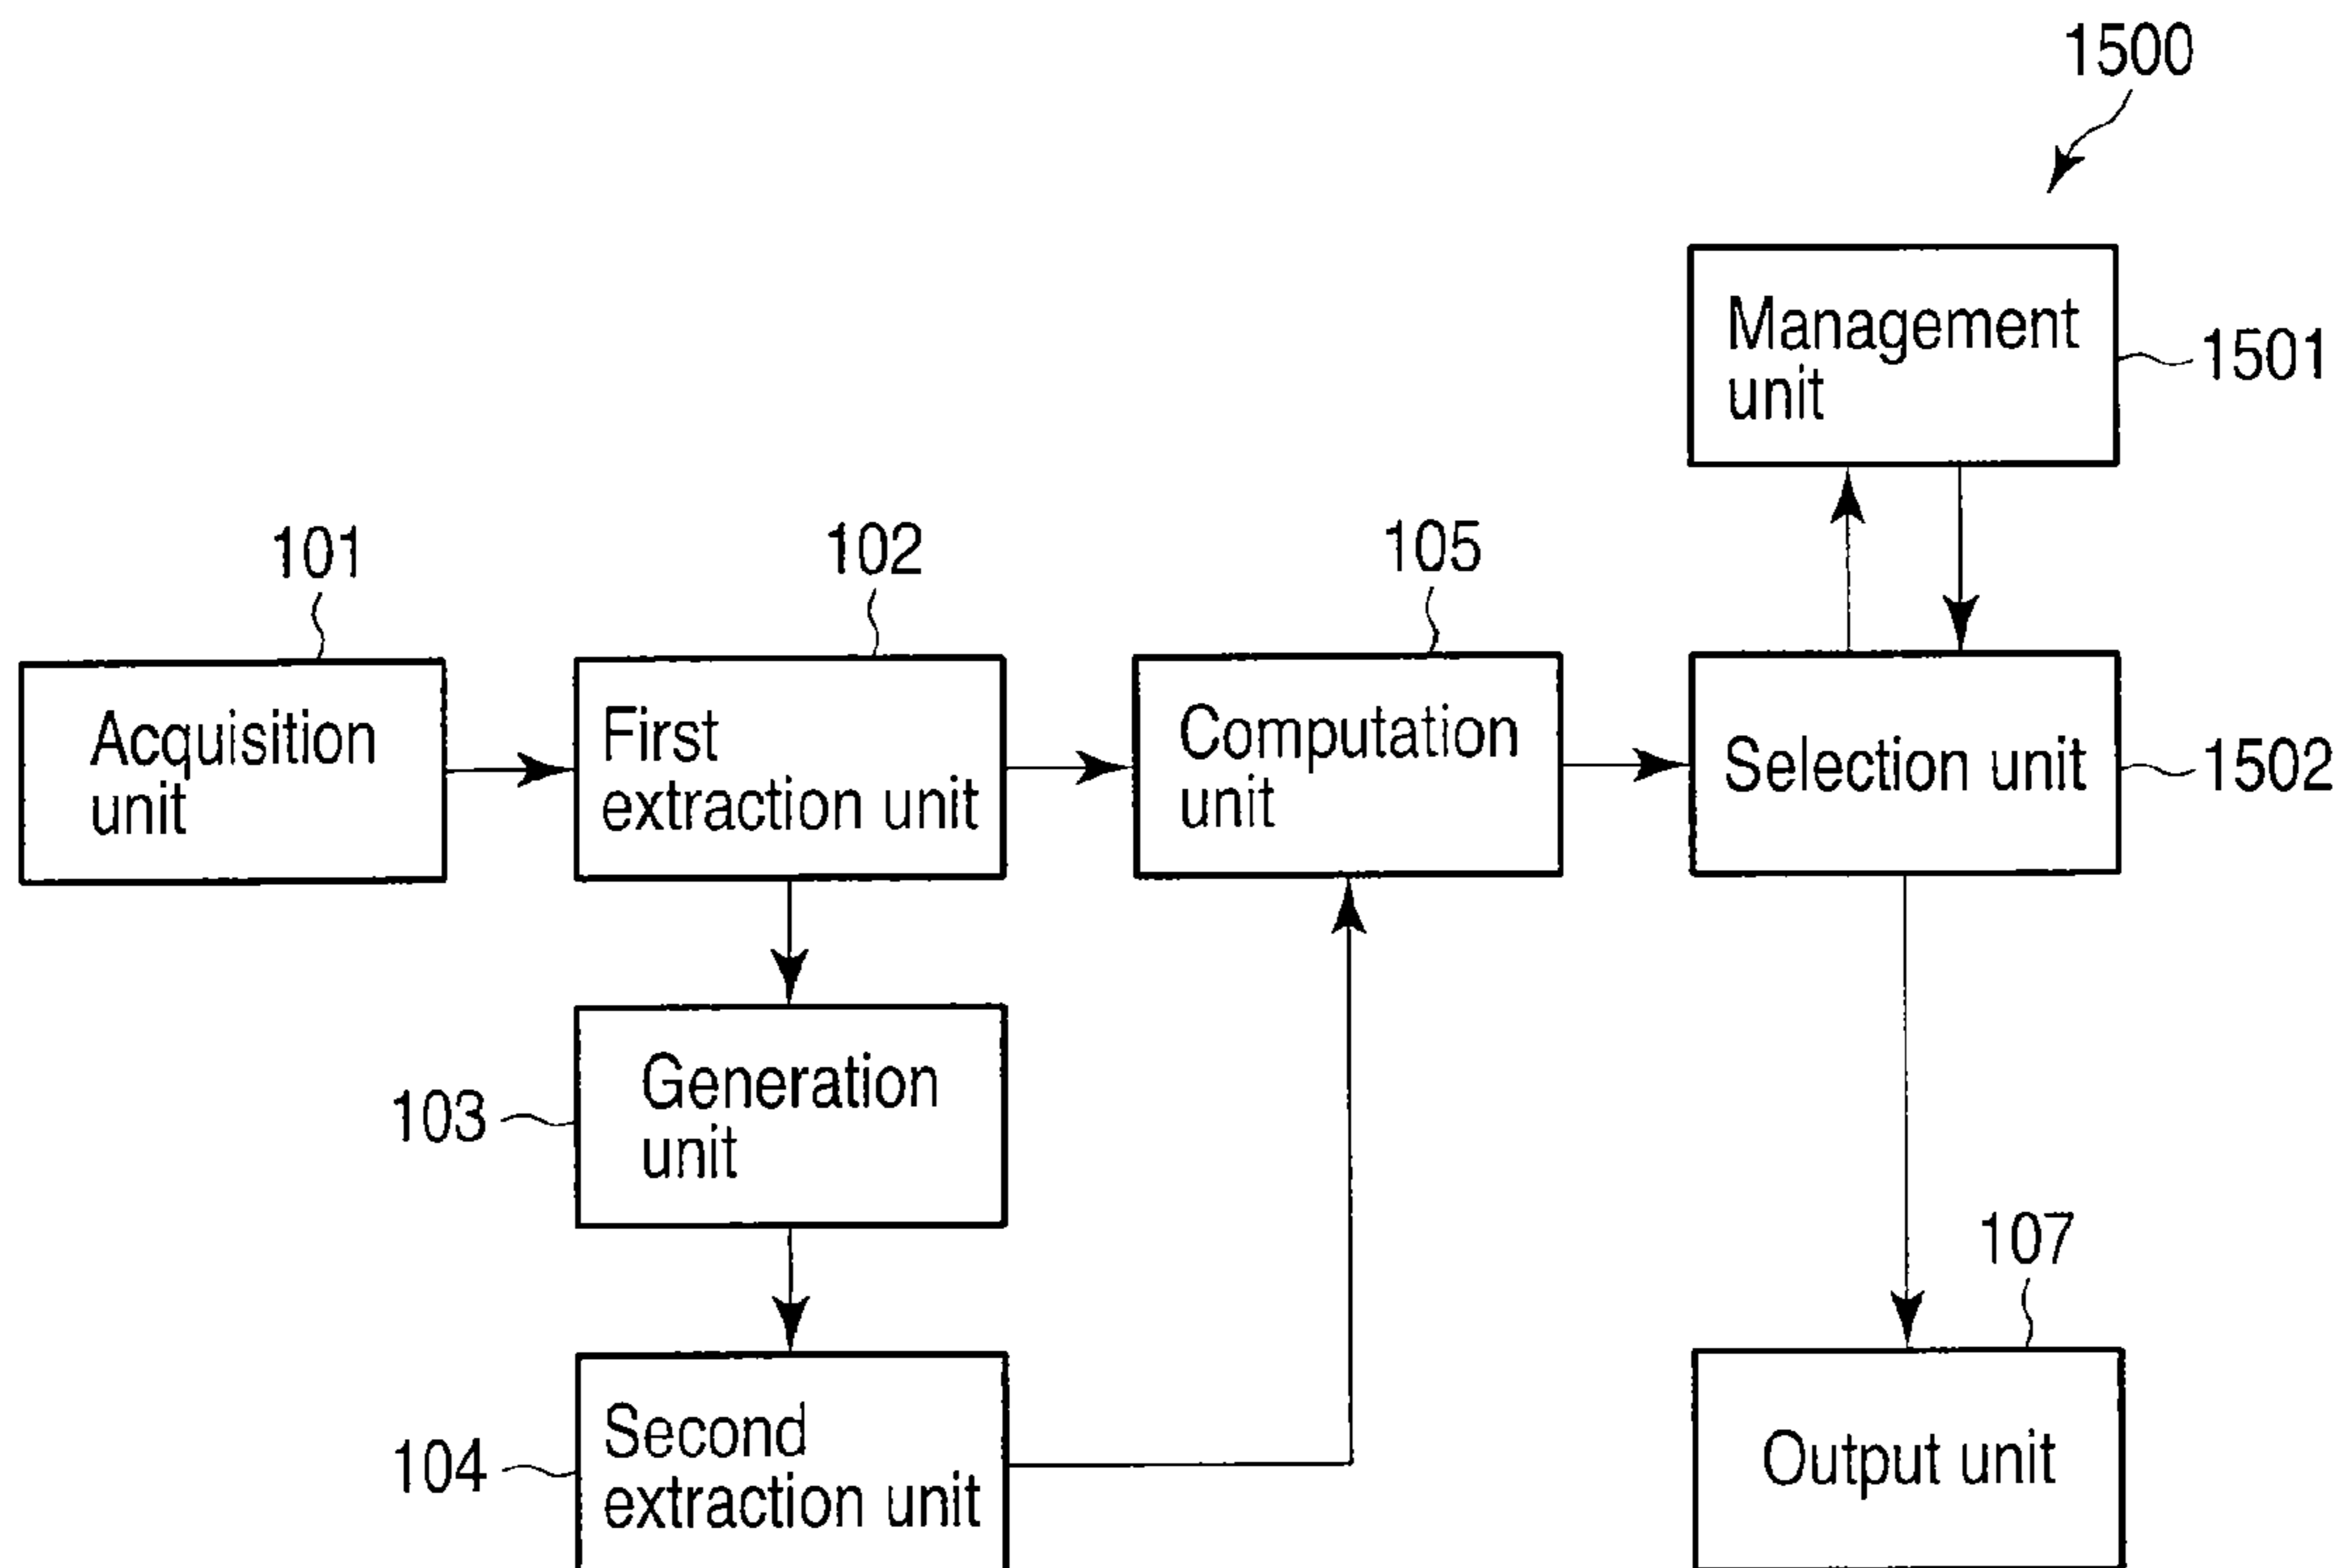 1500
Management
unit
1501
101
102
105
Acquisition
unit
First
extraction unit
Computation
unit
Selection unit
1502
103
Generation
unit
107
104
Second
extraction unit
Output unit